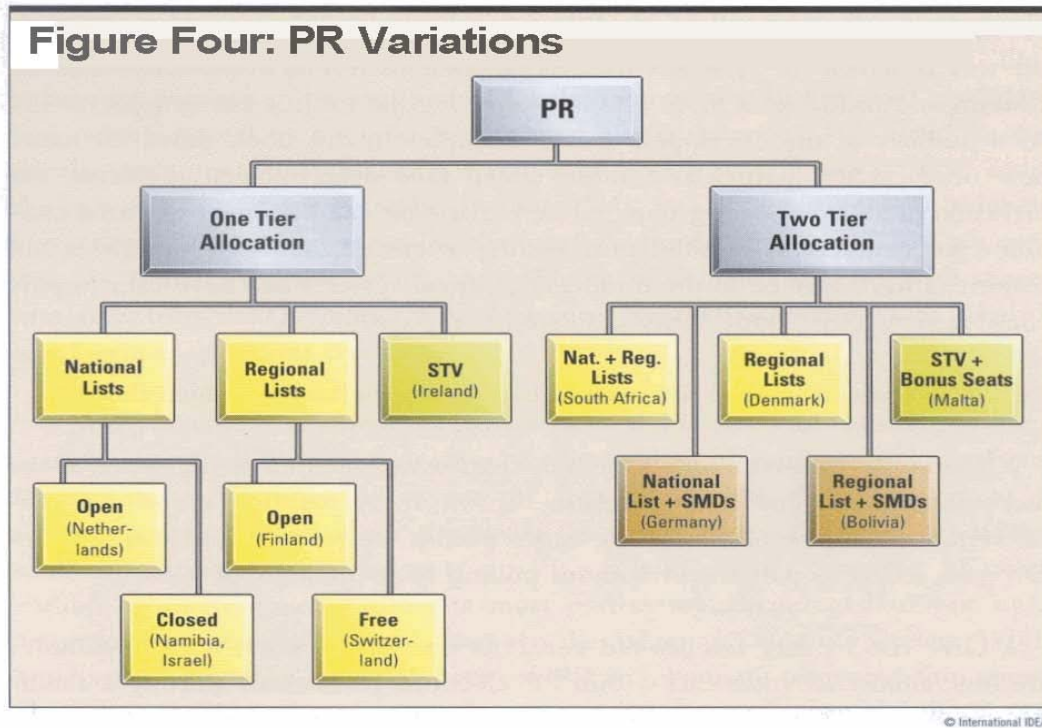 Figure Four: PR Variations
PR
One Tier
Allocation
Two Tier
Allocation
National
Lists
Regional
Lists
STV
(Ireland)
Nat. + Reg.
Lists
(South Africa)
Regional
Lists
(Denmark)
STV +
Bonus Seats
(Malta)
Open
(Nether-
lands)
Open
(Finland)
National
List + SMDs
(Germany)
Regional
List + SMDs
(Bolivia)
Closed
(Namibia,
Israel)
Free
(Switzer-
land)
© International IDEA